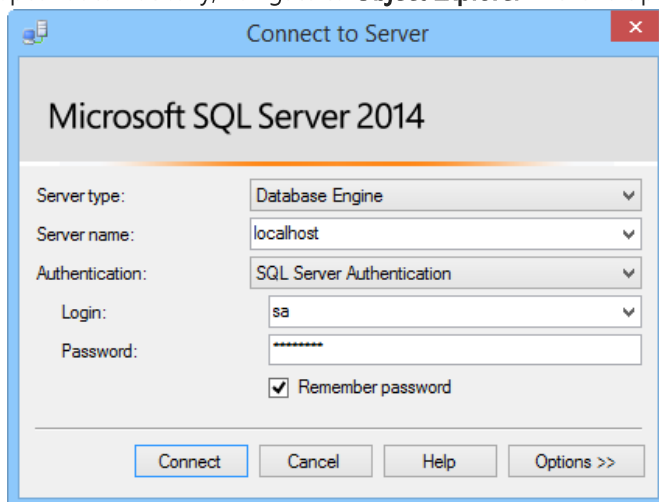 Connect to Server
Microsoft SQL Server 2014
Server type: Database Engine
Server name: localhost
Authentication: SQL Server Authentication
Login: sa
Password: ********
Remember password
Connect Cancel Help Options >>